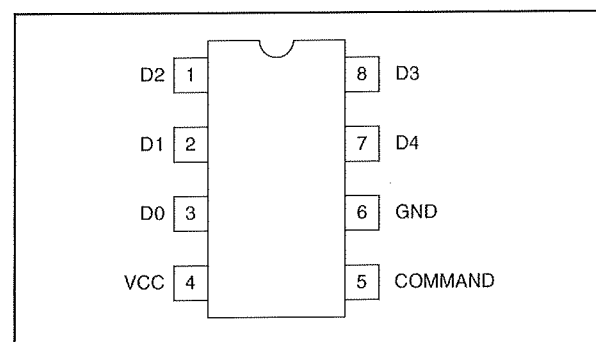 D2 1 8 D3
D1 2 7 D4
D0 3 6 GND
VCC 4 5 COMMAND